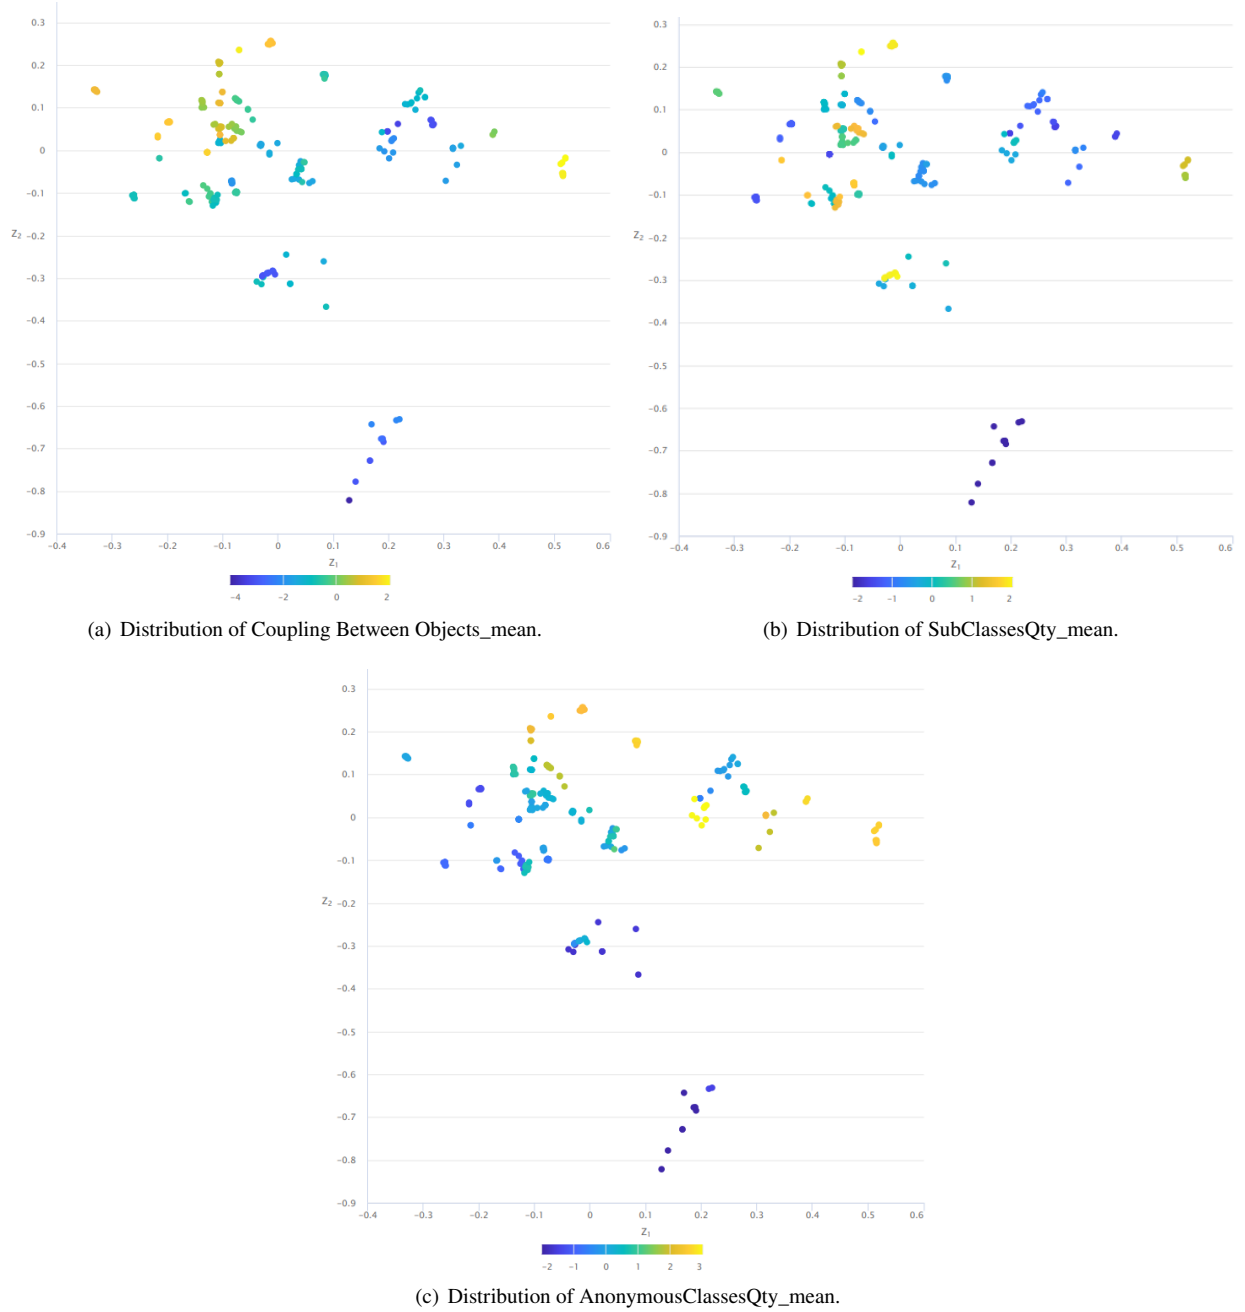 0.3
0.2
0.1
0
−0.1
Z2 −0.2
−0.3
−0.4
−0.5
−0.6
−0.7
−0.8
−0.9
−0.4 −0.3 −0.2 −0.1 0 0.1 0.2 0.3 0.4 0.5 0.6
Z1
−4 −2 0 2
(a) Distribution of Coupling Between Objects_mean.
0.3
0.2
0.1
0
−0.1
Z2 −0.2
−0.3
−0.4
−0.5
−0.6
−0.7
−0.8
−0.9
−0.4 −0.3 −0.2 −0.1 0 0.1 0.2 0.3 0.4 0.5 0.6
Z1
−2 −1 0 1 2
(b) Distribution of SubClassesQty_mean.
0.3
0.2
0.1
0
−0.1
Z2 −0.2
−0.3
−0.4
−0.5
−0.6
−0.7
−0.8
−0.9
−0.4 −0.3 −0.2 −0.1 0 0.1 0.2 0.3 0.4 0.5 0.6
Z1
−2 −1 0 1 2 3
(c) Distribution of AnonymousClassesQty_mean.